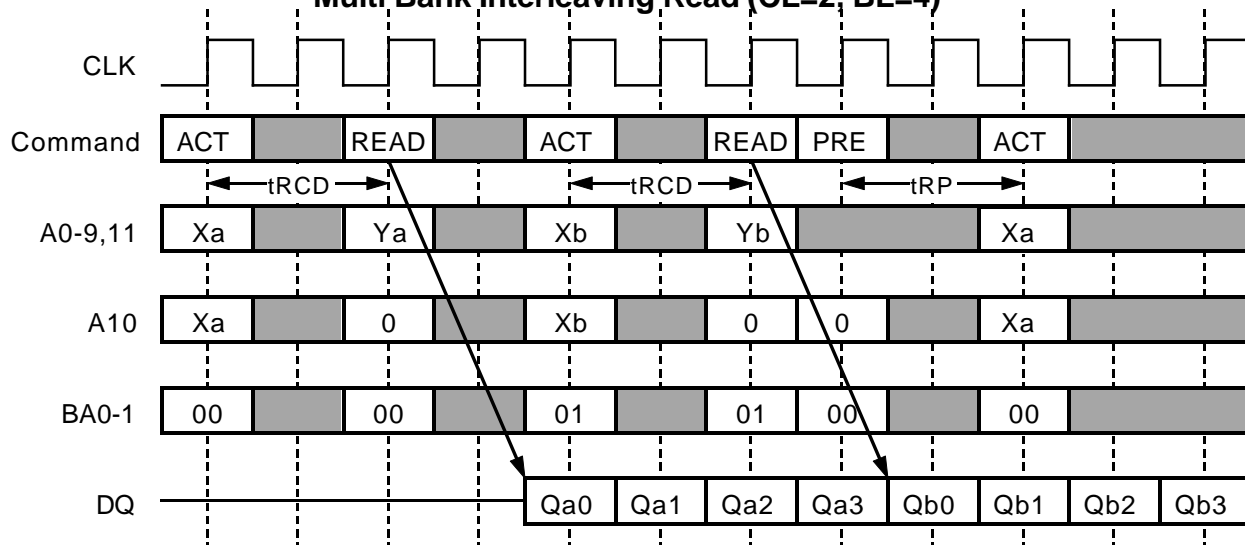 Multi Bank Interleaving Read (CL=2, BL=4)
CLK
Command ACT READ ACT READ PRE ACT
tRCD tRCD tRP
A0-9,11 Xa Ya Xb Yb Xa
A10 Xa 0 Xb 0 0 Xa
BA0-1 00 00 01 01 00 00
DQ Qa0 Qa1 Qa2 Qa3 Qb0 Qb1 Qb2 Qb3